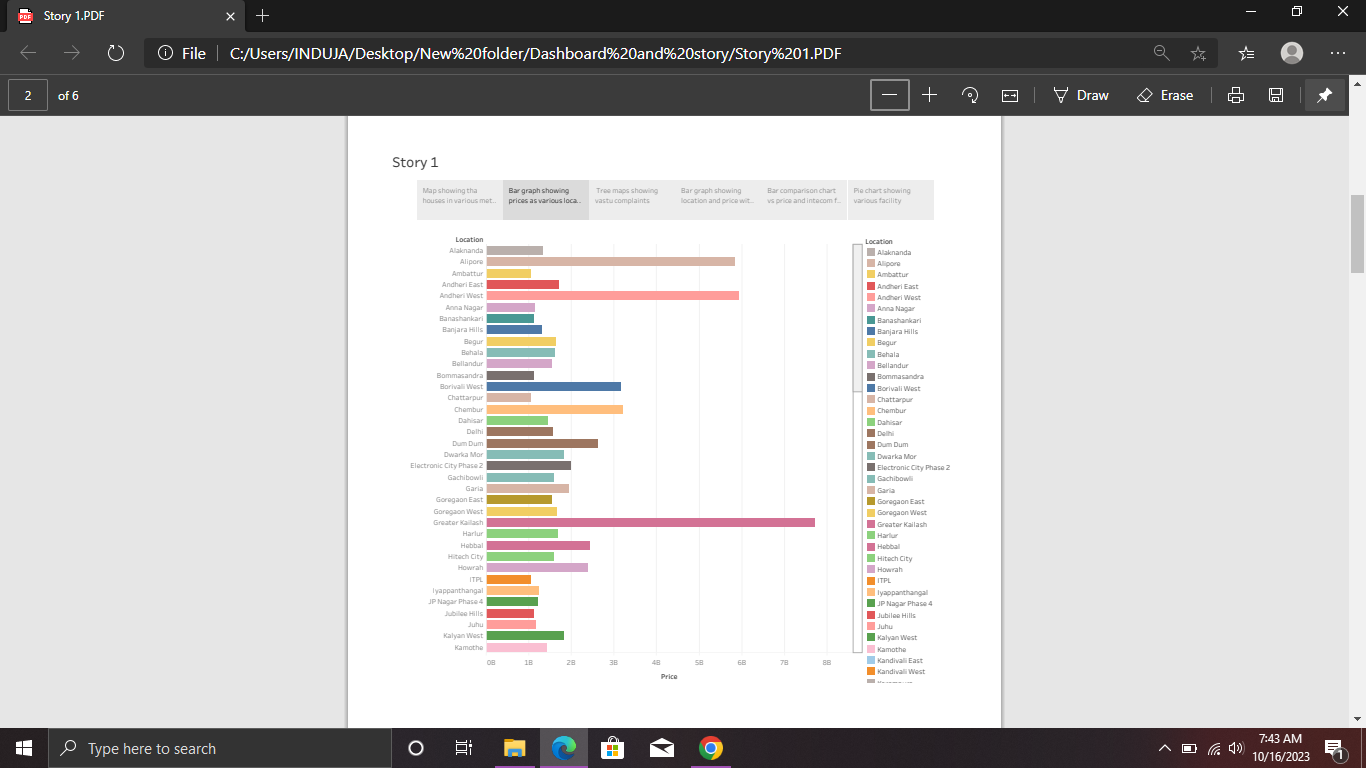 Story 1.PDF
File
C:/Users/INDUJA/Desktop/New%20folder/Dashboard%20and%20story/Story%201.PDF
2 of 6
Draw
Erase
Story 1
Map showing tha
houses in various met..
Bar graph showing
prices as various loca..
Tree maps showing
vastu complaints
Bar graph showing
location and price wit..
Bar comparison chart
vs price and intecom f..
Pie chart showing
various facility
Location
Alaknanda
Alipore
Ambattur
Andheri East
Andheri West
Anna Nagar
Banashankari
Banjara Hills
Begur
Behala
Bellandur
Bommasandra
Borivali West
Chattarpur
Chembur
Dahisar
Delhi
Dum Dum
Dwarka Mor
Electronic City Phase 2
Gachibowli
Garia
Goregaon East
Goregaon West
Greater Kailash
Harlur
Hebbal
Hitech City
Howrah
ITPL
Iyappanthangal
JP Nagar Phase 4
Jubilee Hills
Juhu
Kalyan West
Kamothe
0B 1B 2B 3B 4B 5B 6B 7B 8B
Price
Location
Alaknanda
Alipore
Ambattur
Andheri East
Andheri West
Anna Nagar
Banashankari
Banjara Hills
Begur
Behala
Bellandur
Bommasandra
Borivali West
Chattarpur
Chembur
Dahisar
Delhi
Dum Dum
Dwarka Mor
Electronic City Phase 2
Gachibowli
Garia
Goregaon East
Goregaon West
Greater Kailash
Harlur
Hebbal
Hitech City
Howrah
ITPL
Iyappanthangal
JP Nagar Phase 4
Jubilee Hills
Juhu
Kalyan West
Kamothe
Kandivali East
Kandivali West
Type here to search
7:43 AM
10/16/2023
1